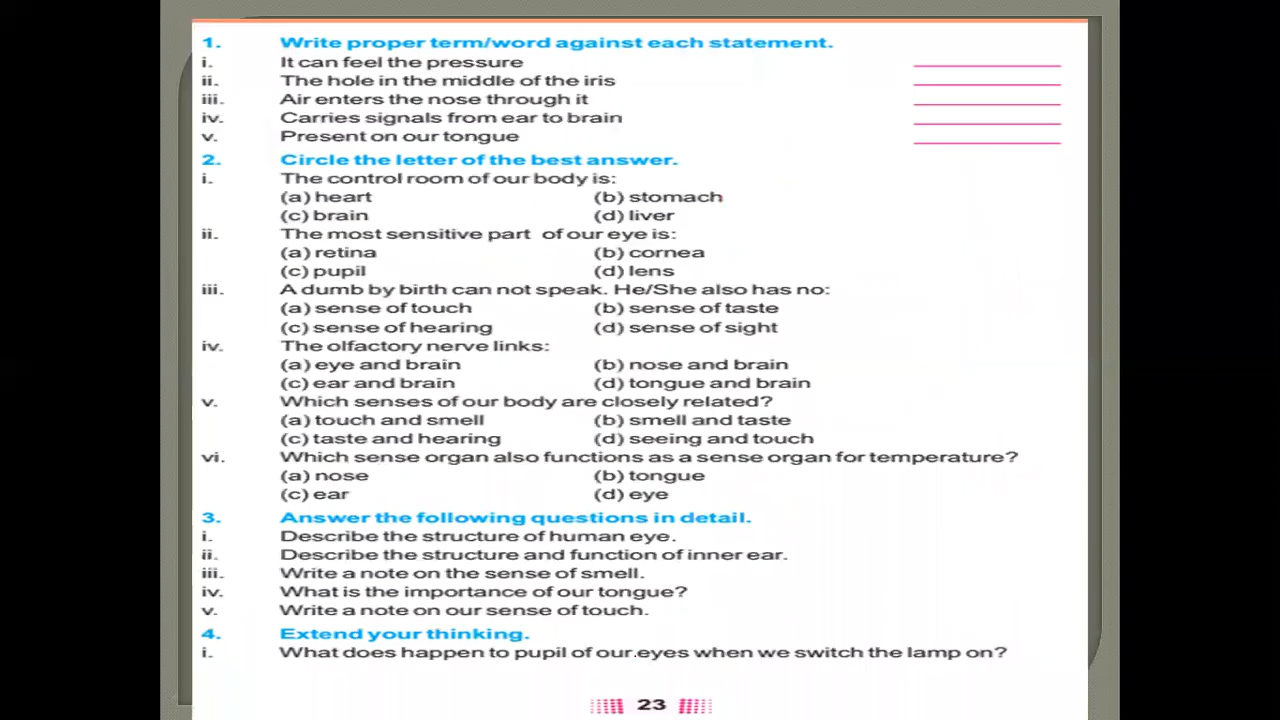 1. Write proper term/word against each statement.
i. It can feel the pressure
ii. The hole in the middle of the iris
iii. Air enters the nose through it
iv. Carries signals from ear to brain
v. Present on our tongue
2. Circle the letter of the best answer.
i. The control room of our body is:
(a) heart (b) stomach
(c) brain (d) liver
ii. The most sensitive part of our eye is:
(a) retina (b) cornea
(c) pupil (d) lens
iii. A dumb by birth can not speak. He/She also has no:
(a) sense of touch (b) sense of taste
(c) sense of hearing (d) sense of sight
iv. The olfactory nerve links:
(a) eye and brain (b) nose and brain
(c) ear and brain (d) tongue and brain
v. Which senses of our body are closely related?
(a) touch and smell (b) smell and taste
(c) taste and hearing (d) seeing and touch
vi. Which sense organ also functions as a sense organ for temperature?
(a) nose (b) tongue
(c) ear (d) eye
3. Answer the following questions in detail.
i. Describe the structure of human eye.
ii. Describe the structure and function of inner ear.
iii. Write a note on the sense of smell.
iv. What is the importance of our tongue?
v. Write a note on our sense of touch.
4. Extend your thinking.
i. What does happen to pupil of our eyes when we switch the lamp on?
23